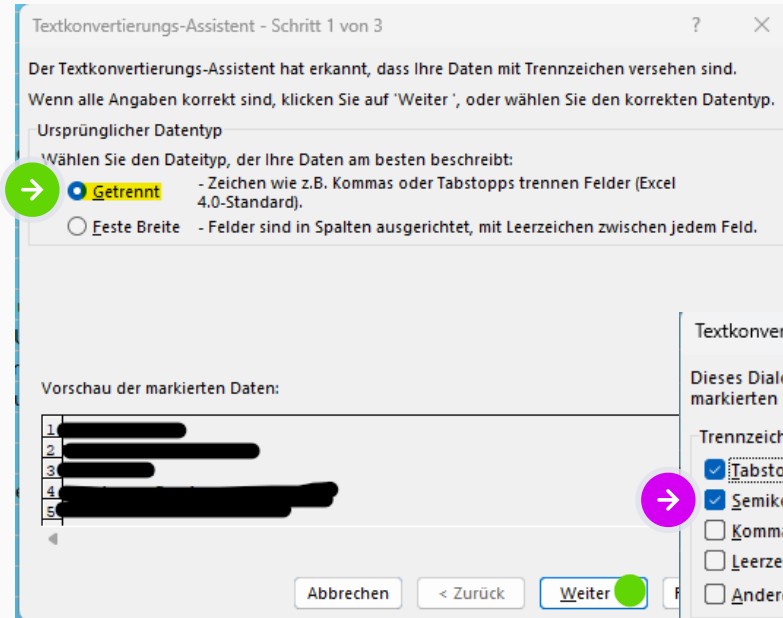 Textkonvertierungs-Assistent - Schritt 1 von 3 ? ×
Der Textkonvertierungs-Assistent hat erkannt, dass Ihre Daten mit Trennzeichen versehen sind.
Wenn alle Angaben korrekt sind, klicken Sie auf 'Weiter ', oder wählen Sie den korrekten Datentyp.
Ursprünglicher Datentyp
Wählen Sie den Dateityp, der Ihre Daten am besten beschreibt:
Getrennt - Zeichen wie z.B. Kommas oder Tabstopps trennen Felder (Excel
4.0-Standard).
Feste Breite - Felder sind in Spalten ausgerichtet, mit Leerzeichen zwischen jedem Feld.
Vorschau der markierten Daten:
1
2
3
4
5
Abbrechen < Zurück Weiter
Textkonver
Dieses Dial
markierten
Trennzeich
Tabsto
Semik
Komm
Leerze
Ander